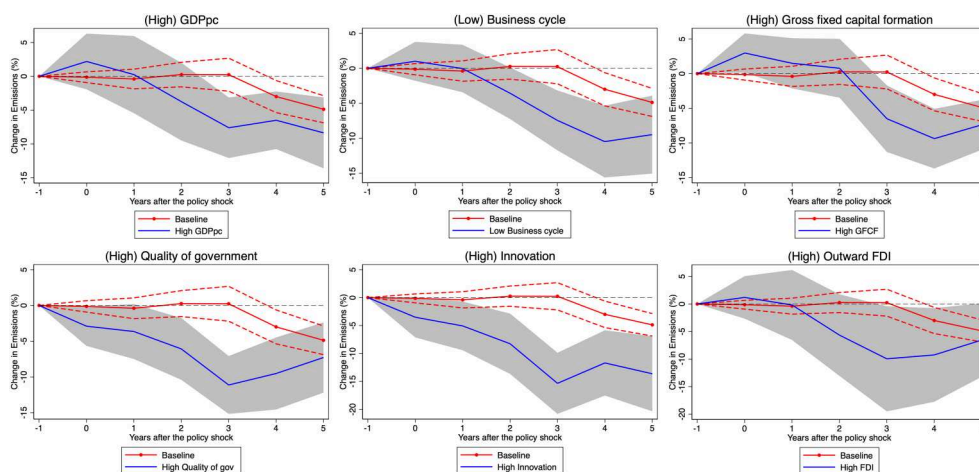 (High) GDPpc
Change in Emissions (%)
5
0
-5
-10
-15
-1 0 1 2 3 4 5
Years after the policy shock
Baseline
High GDPpc
(Low) Business cycle
Change in Emissions (%)
5
0
-5
-10
-15
-1 0 1 2 3 4 5
Years after the policy shock
Baseline
Low Business cycle
(High) Gross fixed capital formation
Change in Emissions (%)
5
0
-5
-10
-15
-1 0 1 2 3 4
Years after the policy shock
Baseline
High GFCF
(High) Quality of government
Change in Emissions (%)
5
0
-5
-10
-15
-1 0 1 2 3 4 5
Years after the policy shock
Baseline
High Quality of gov
(High) Innovation
Change in Emissions (%)
5
0
-5
-10
-15
-20
-1 0 1 2 3 4 5
Years after the policy shock
Baseline
High Innovation
(High) Outward FDI
Change in Emissions (%)
5
0
-5
-10
-15
-20
-1 0 1 2 3 4
Years after the policy shock
Baseline
High FDI